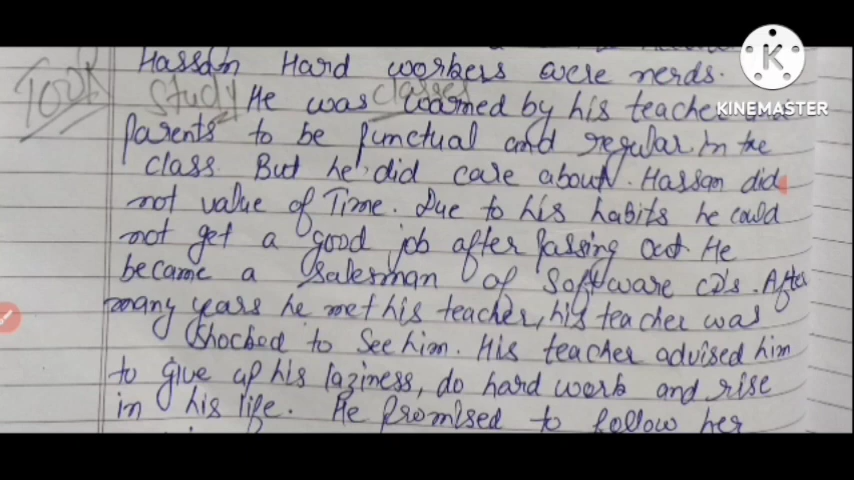 Hassan Hard workers were nerds.
TOOK
Study classes
He was warned by his teacher
KINEMASTER
parents to be punctual and regular in the
class. But he did care about. Hassan did
not value of Time. Due to his habits he could
not get a good job after passing out He
became a salesman of Software CD's. After
many years he met his teacher, his teacher was
shocked to see him. His teacher advised him
to give up his laziness, do hard work and rise
in his life. He promised to follow her